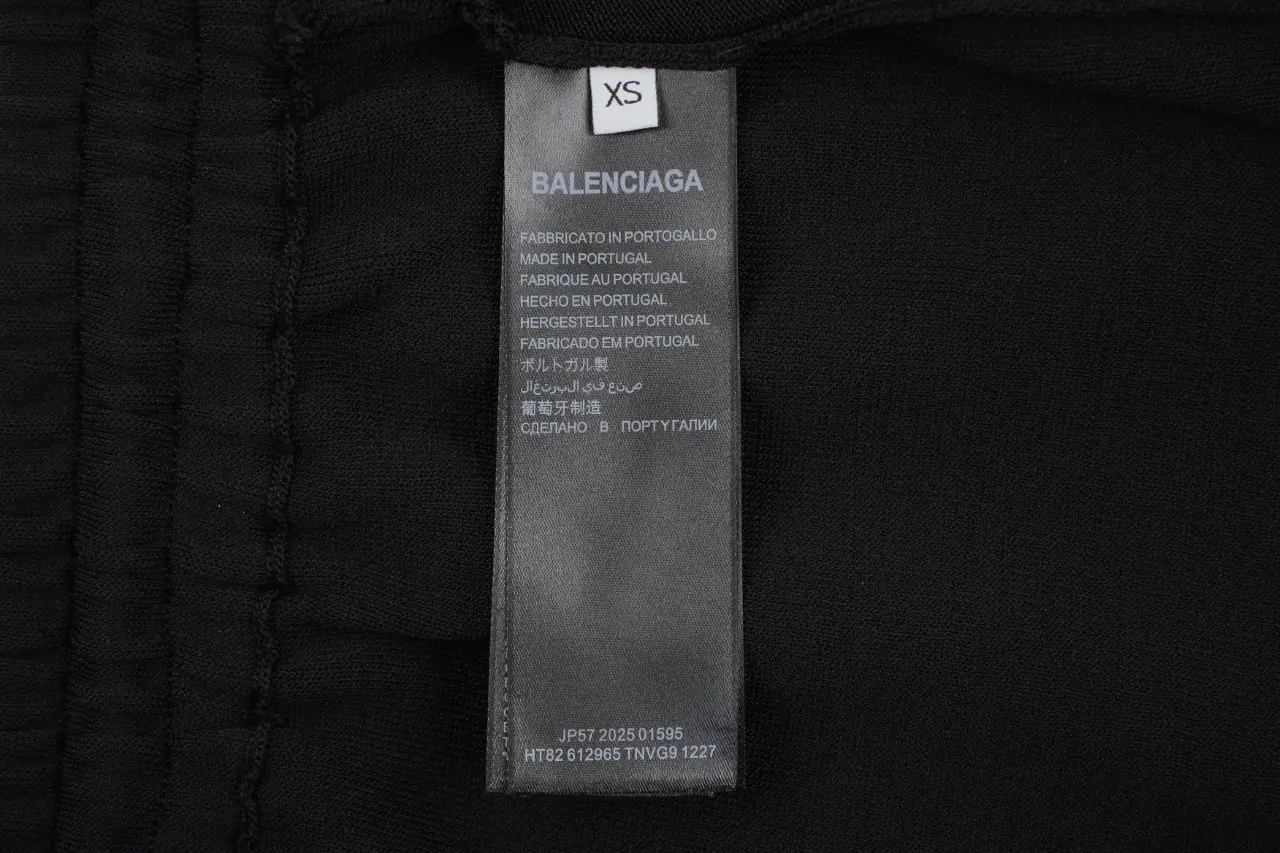 XS
BALENCIAGA
FABBRICATO IN PORTOGALLO
MADE IN PORTUGAL
FABRIQUE AU PORTUGAL
HECHO EN PORTUGAL
HERGESTELLT IN PORTUGAL
FABRICADO EM PORTUGAL
ポルトガル製
صنع في البرتغال
葡萄牙制造
СДЕЛАНО В ПОРТУГАЛИИ
JP57 2025 01595
HT82 612965 TNVG9 1227